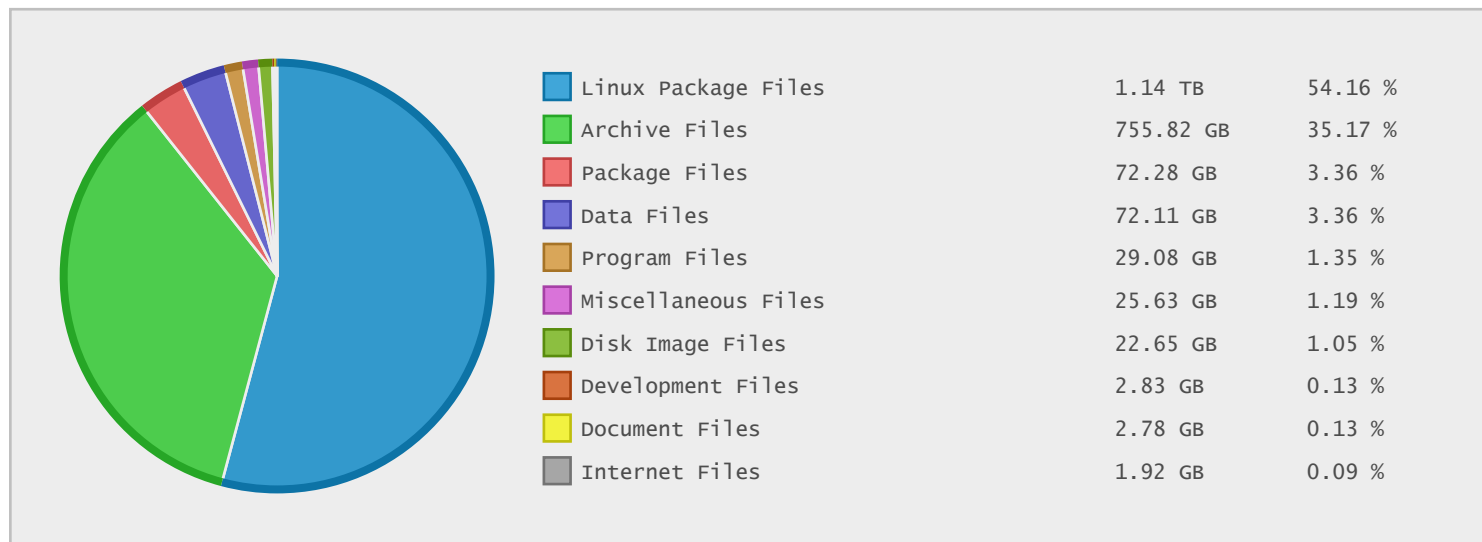 Linux Package Files 1.14 TB 54.16 %
Archive Files 755.82 GB 35.17 %
Package Files 72.28 GB 3.36 %
Data Files 72.11 GB 3.36 %
Program Files 29.08 GB 1.35 %
Miscellaneous Files 25.63 GB 1.19 %
Disk Image Files 22.65 GB 1.05 %
Development Files 2.83 GB 0.13 %
Document Files 2.78 GB 0.13 %
Internet Files 1.92 GB 0.09 %